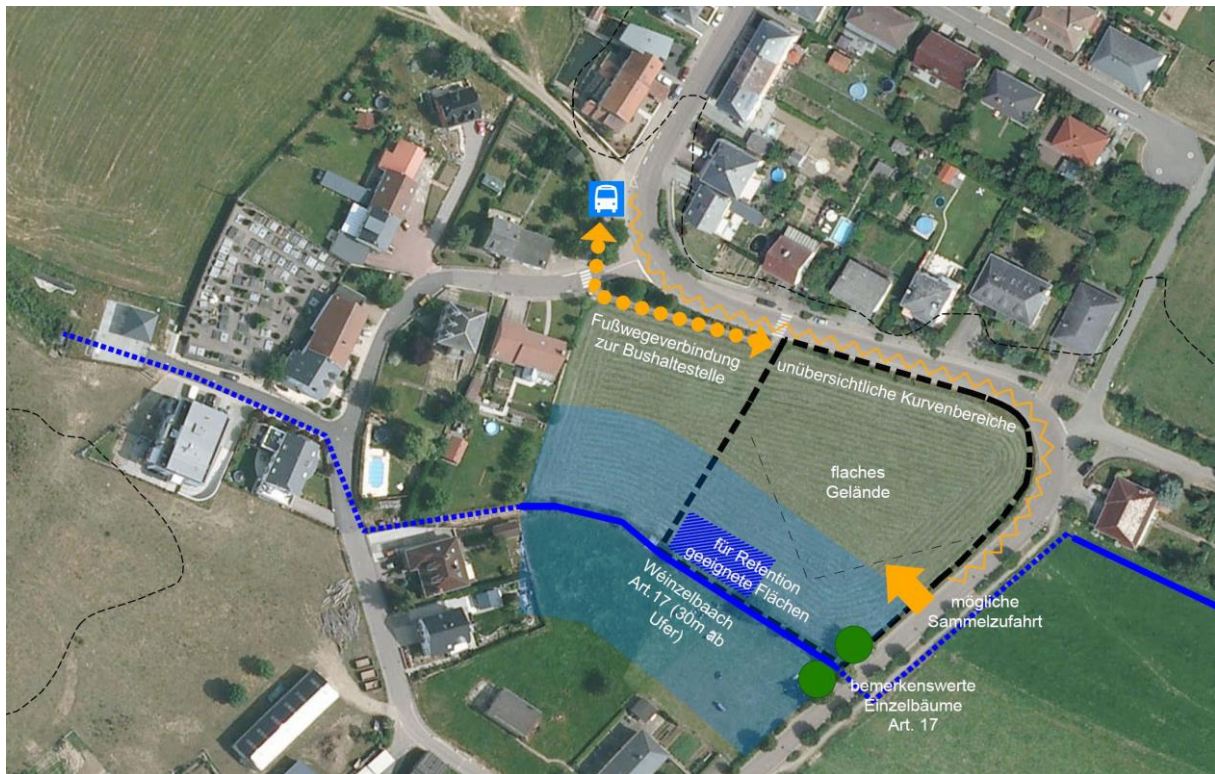 Fußwegeverbindung
zur Bushaltestelle
unübersichtliche Kurvenbereiche
flaches
Gelände
für Retention
geeignete Flächen
Weinzelbaach
Art. 17 (30m ab
Ufer)
mögliche
Sammelzufahrt
bemerkenswerte
Einzelbäume
Art. 17